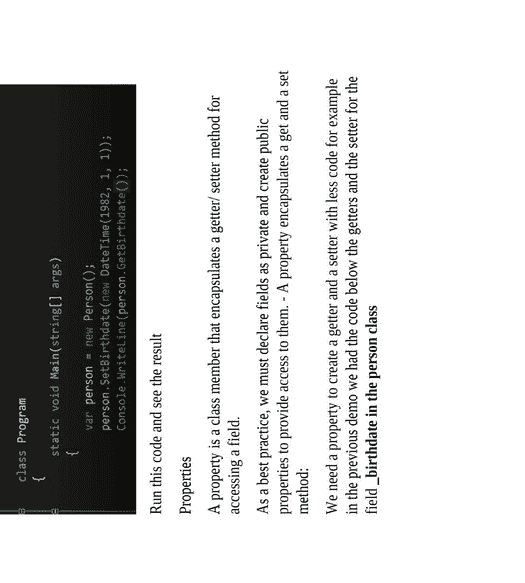 class Program
{
static void Main(string[] args)
{
var person = new Person();
person.SetBirthdate(new DateTime(1982, 1, 1));
Console.WriteLine(person.GetBirthdate());
Run this code and see the result
Properties
A property is a class member that encapsulates a getter/ setter method for
accessing a field.
As a best practice, we must declare fields as private and create public
properties to provide access to them. - A property encapsulates a get and a set
method:
We need a property to create a getter and a setter with less code for example
in the previous demo we had the code below the getters and the setter for the
field _birthdate in the person class